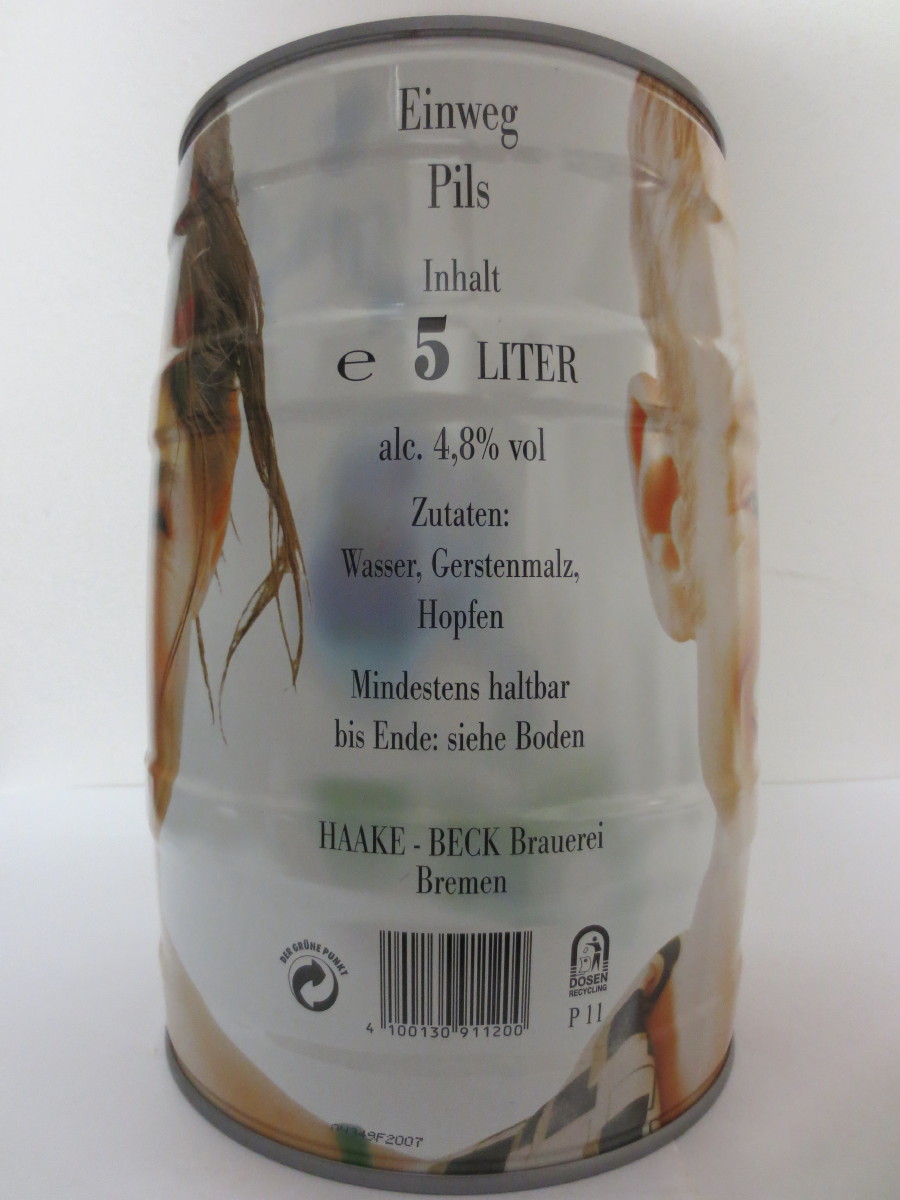 Einweg
Pils
Inhalt
℮ 5 LITER
alc. 4,8% vol
Zutaten:
Wasser, Gerstenmalz,
Hopfen
Mindestens haltbar
bis Ende: siehe Boden
HAAKE - BECK Brauerei
Bremen
DER GRÜNE PUNKT
4 100130 911200
DOSEN
RECYCLING
P 11